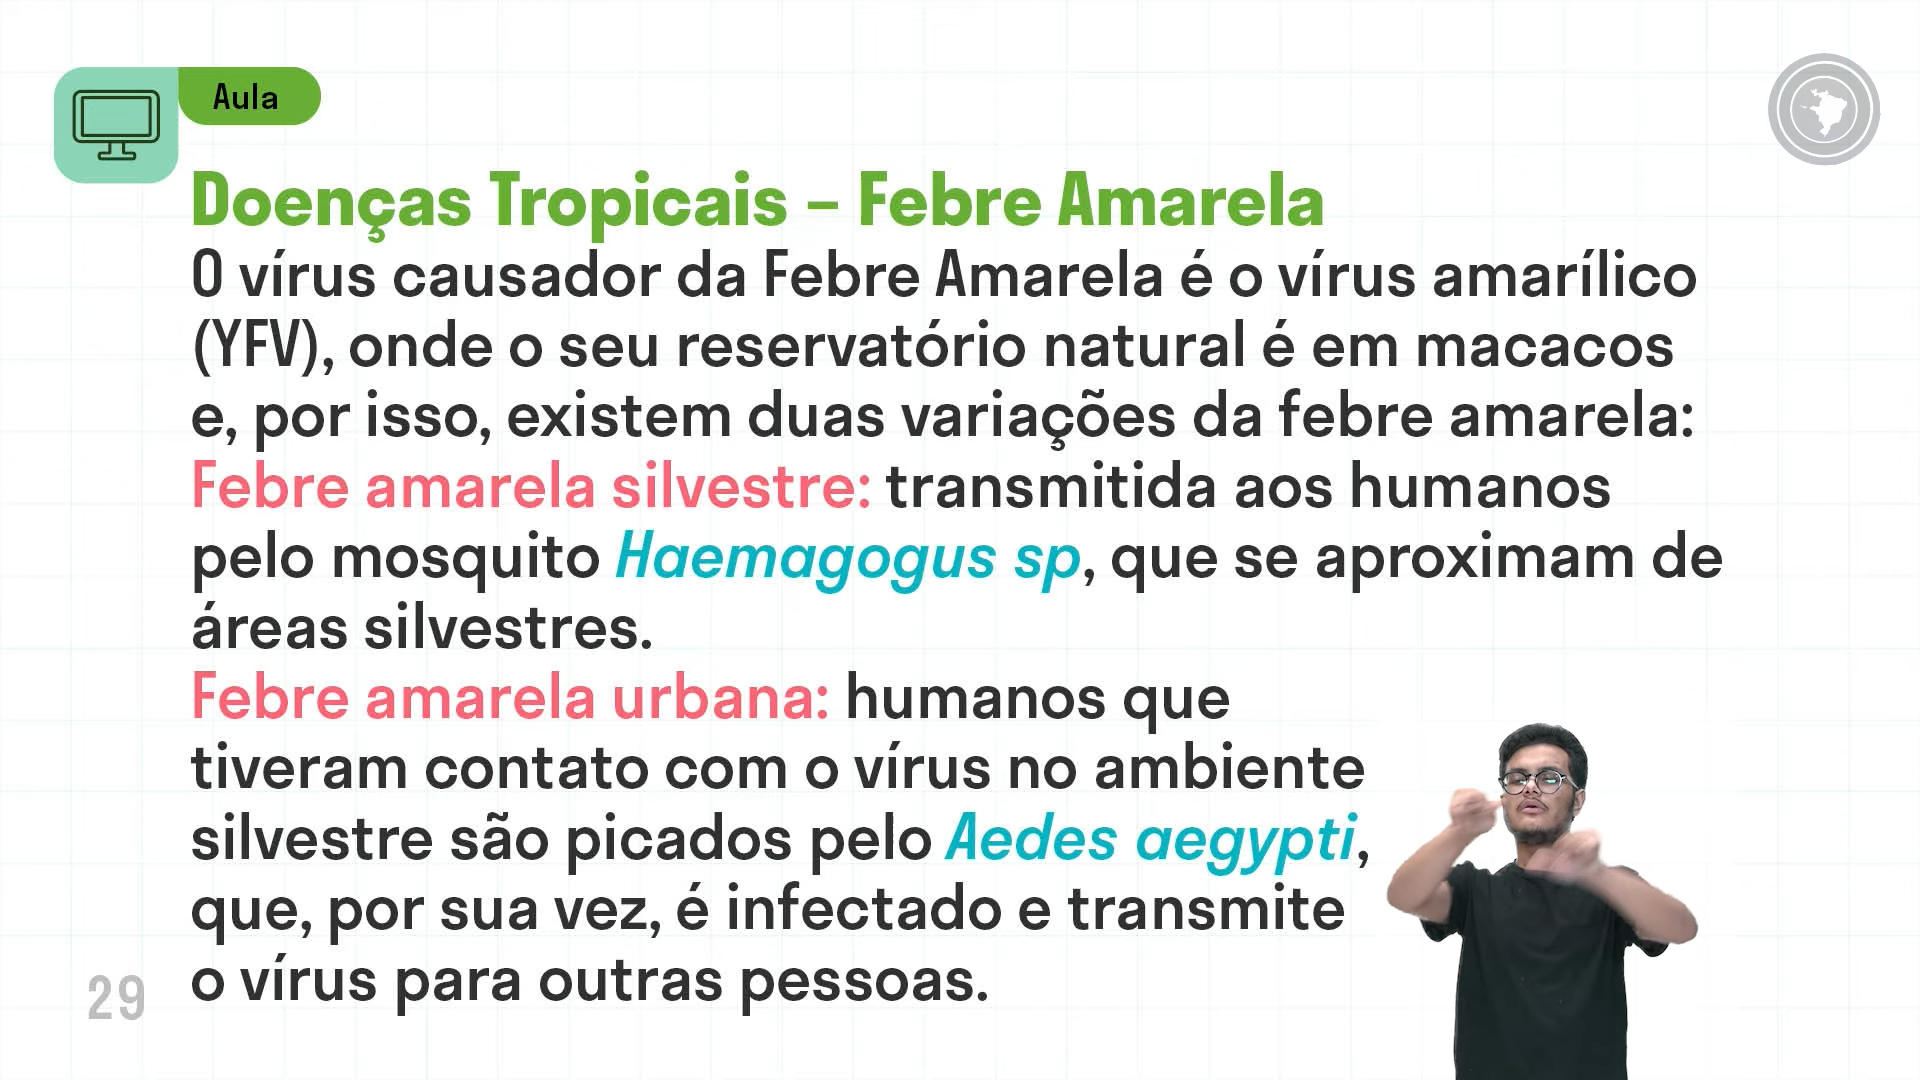 Aula
Doenças Tropicais – Febre Amarela
O vírus causador da Febre Amarela é o vírus amarílico
(YFV), onde o seu reservatório natural é em macacos
e, por isso, existem duas variações da febre amarela:
Febre amarela silvestre: transmitida aos humanos
pelo mosquito Haemagogus sp, que se aproximam de
áreas silvestres.
Febre amarela urbana: humanos que
tiveram contato com o vírus no ambiente
silvestre são picados pelo Aedes aegypti,
que, por sua vez, é infectado e transmite
o vírus para outras pessoas.
29